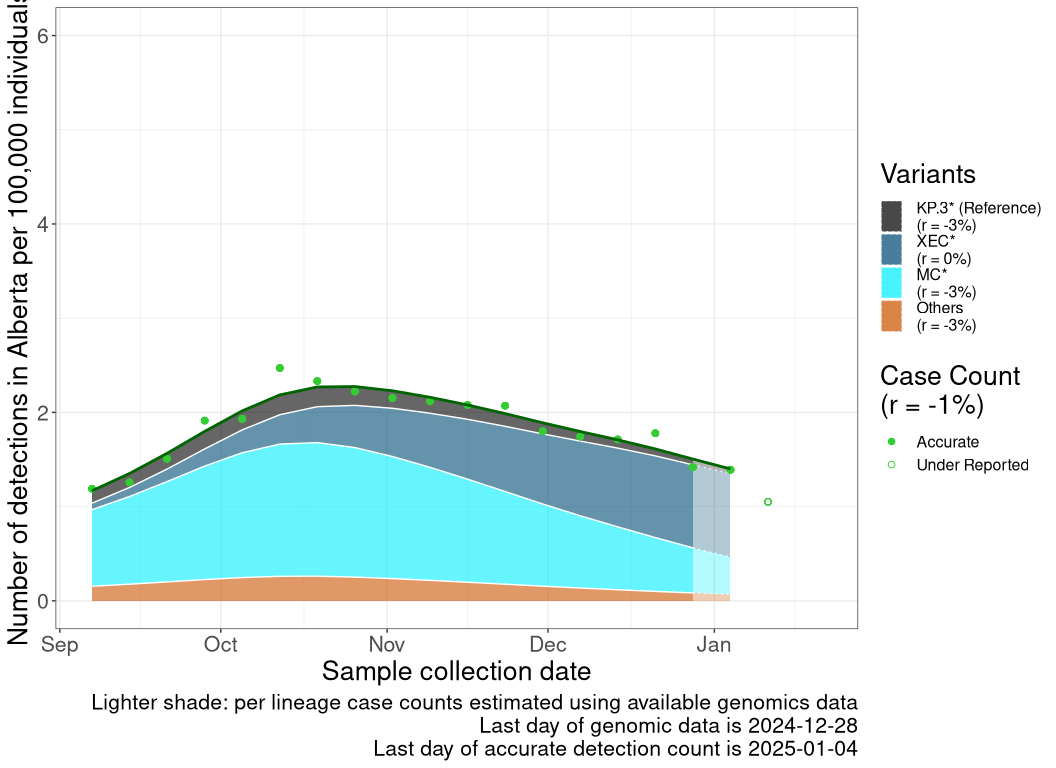 Number of detections in Alberta per 100,000 individuals
6
4
2
0
Sep
Oct
Nov
Dec
Jan
Sample collection date
Lighter shade: per lineage case counts estimated using available genomics data
Last day of genomic data is 2024-12-28
Last day of accurate detection count is 2025-01-04
Variants
KP.3* (Reference)
(r = -3%)
XEC*
(r = 0%)
MC*
(r = -3%)
Others
(r = -3%)
Case Count
(r = -1%)
Accurate
Under Reported